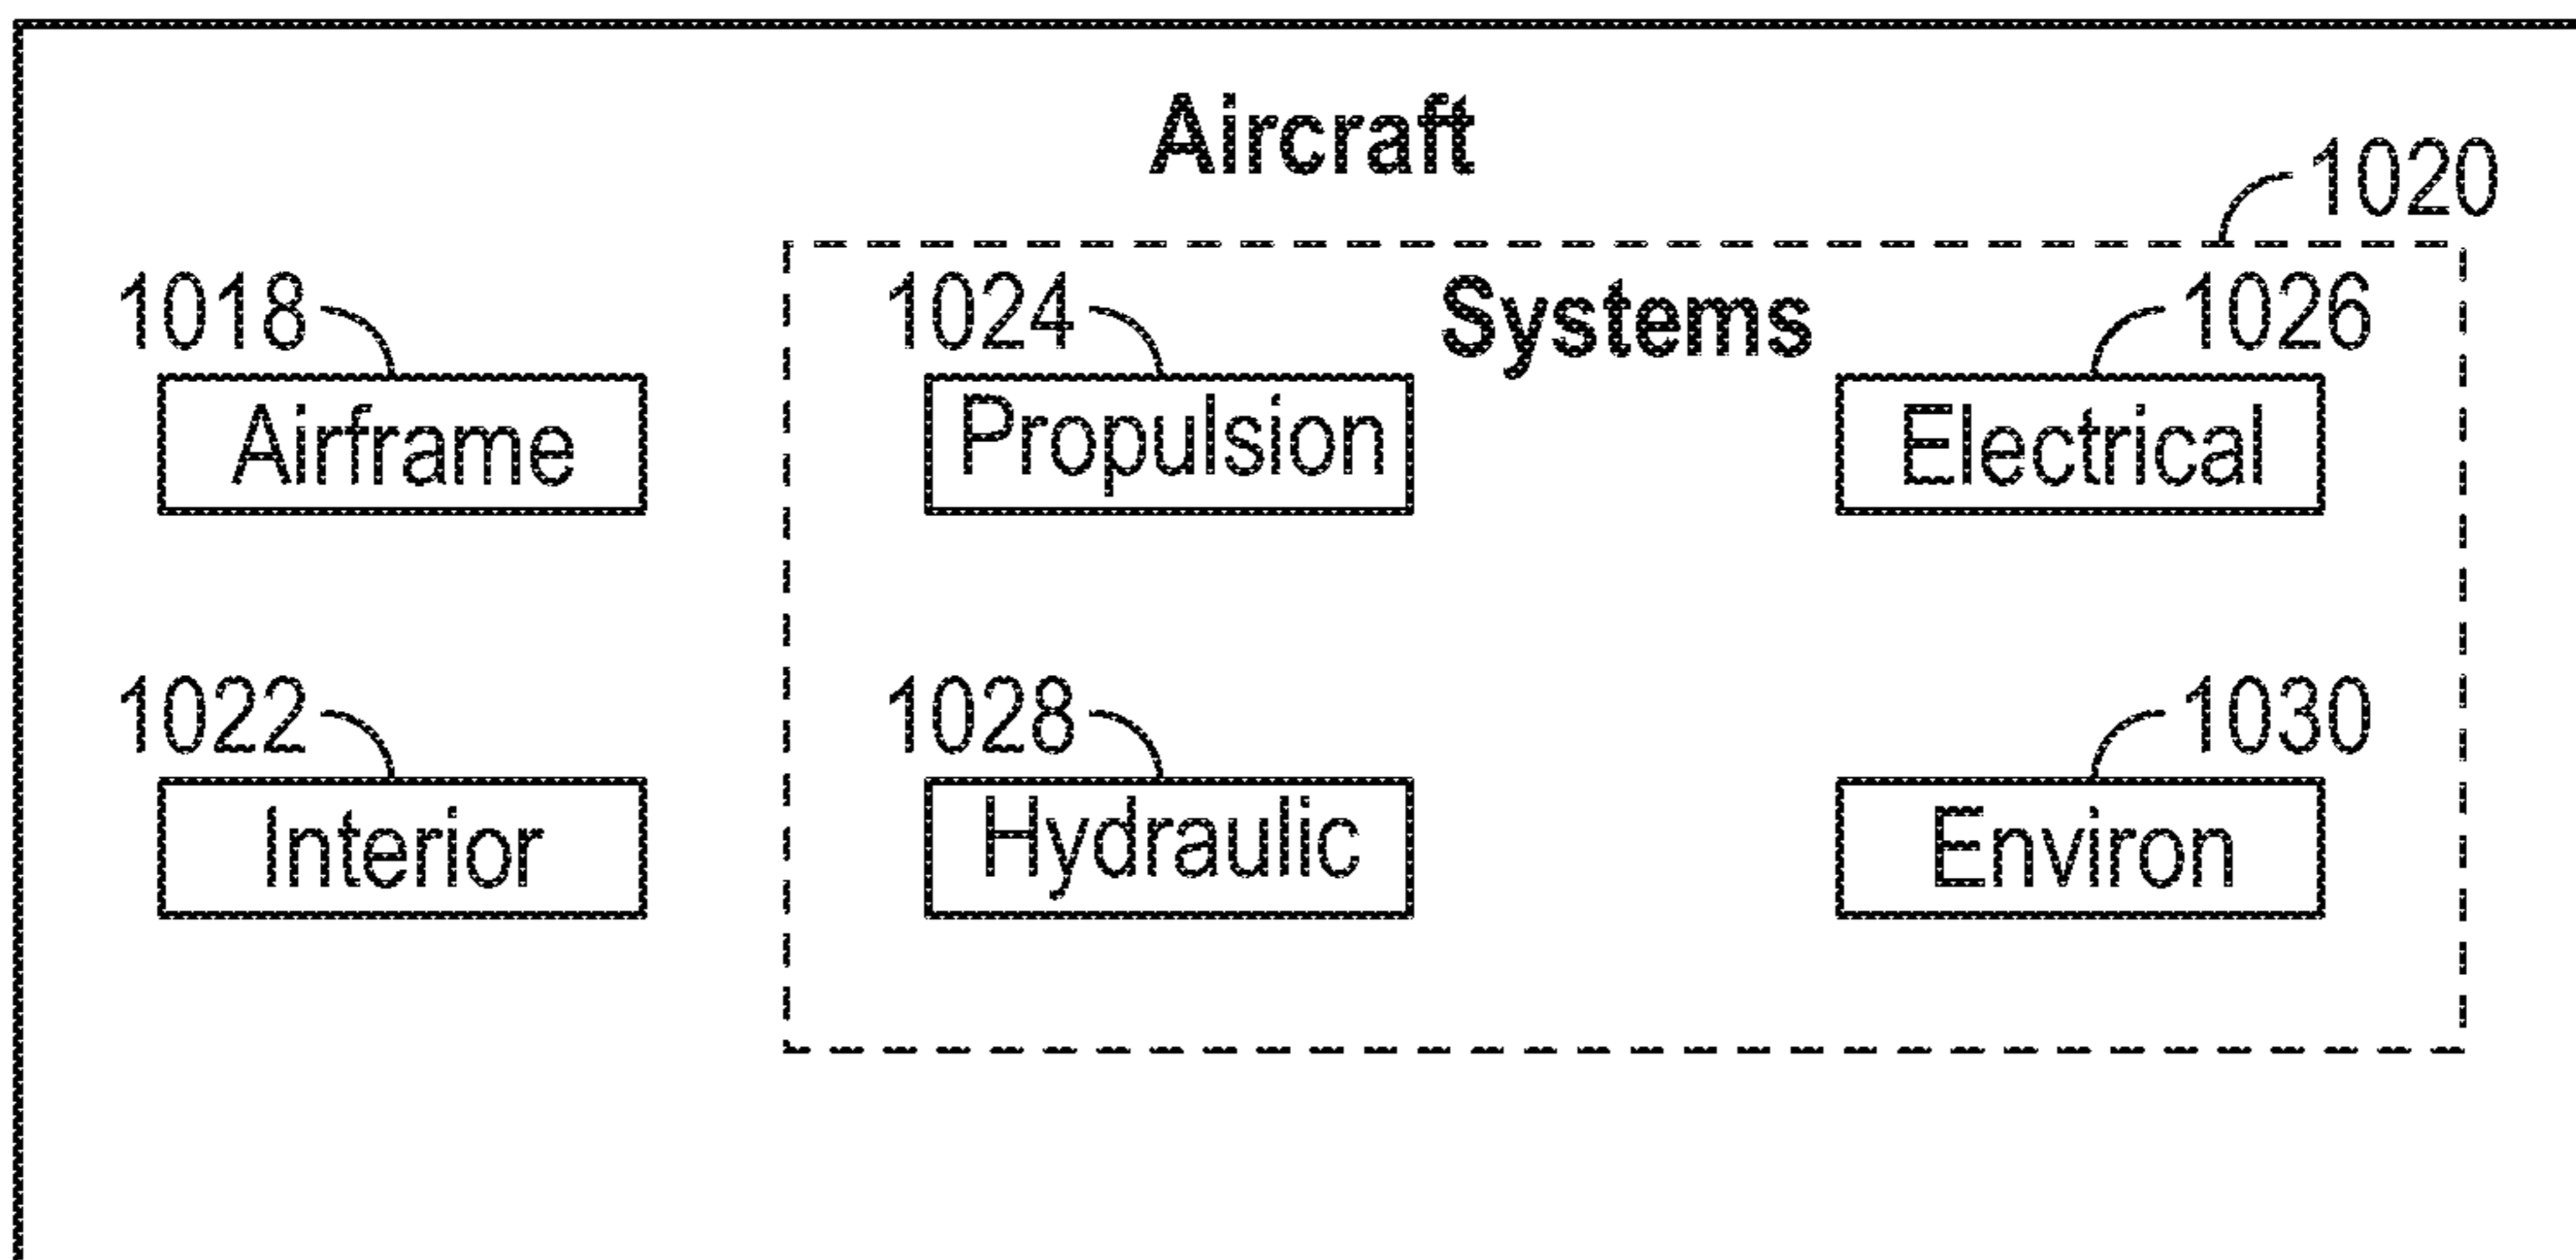 Aircraft
1020
1018
1024
Systems
1026
Airframe
Propulsion
Electrical
1022
1028
1030
Interior
Hydraulic
Environ